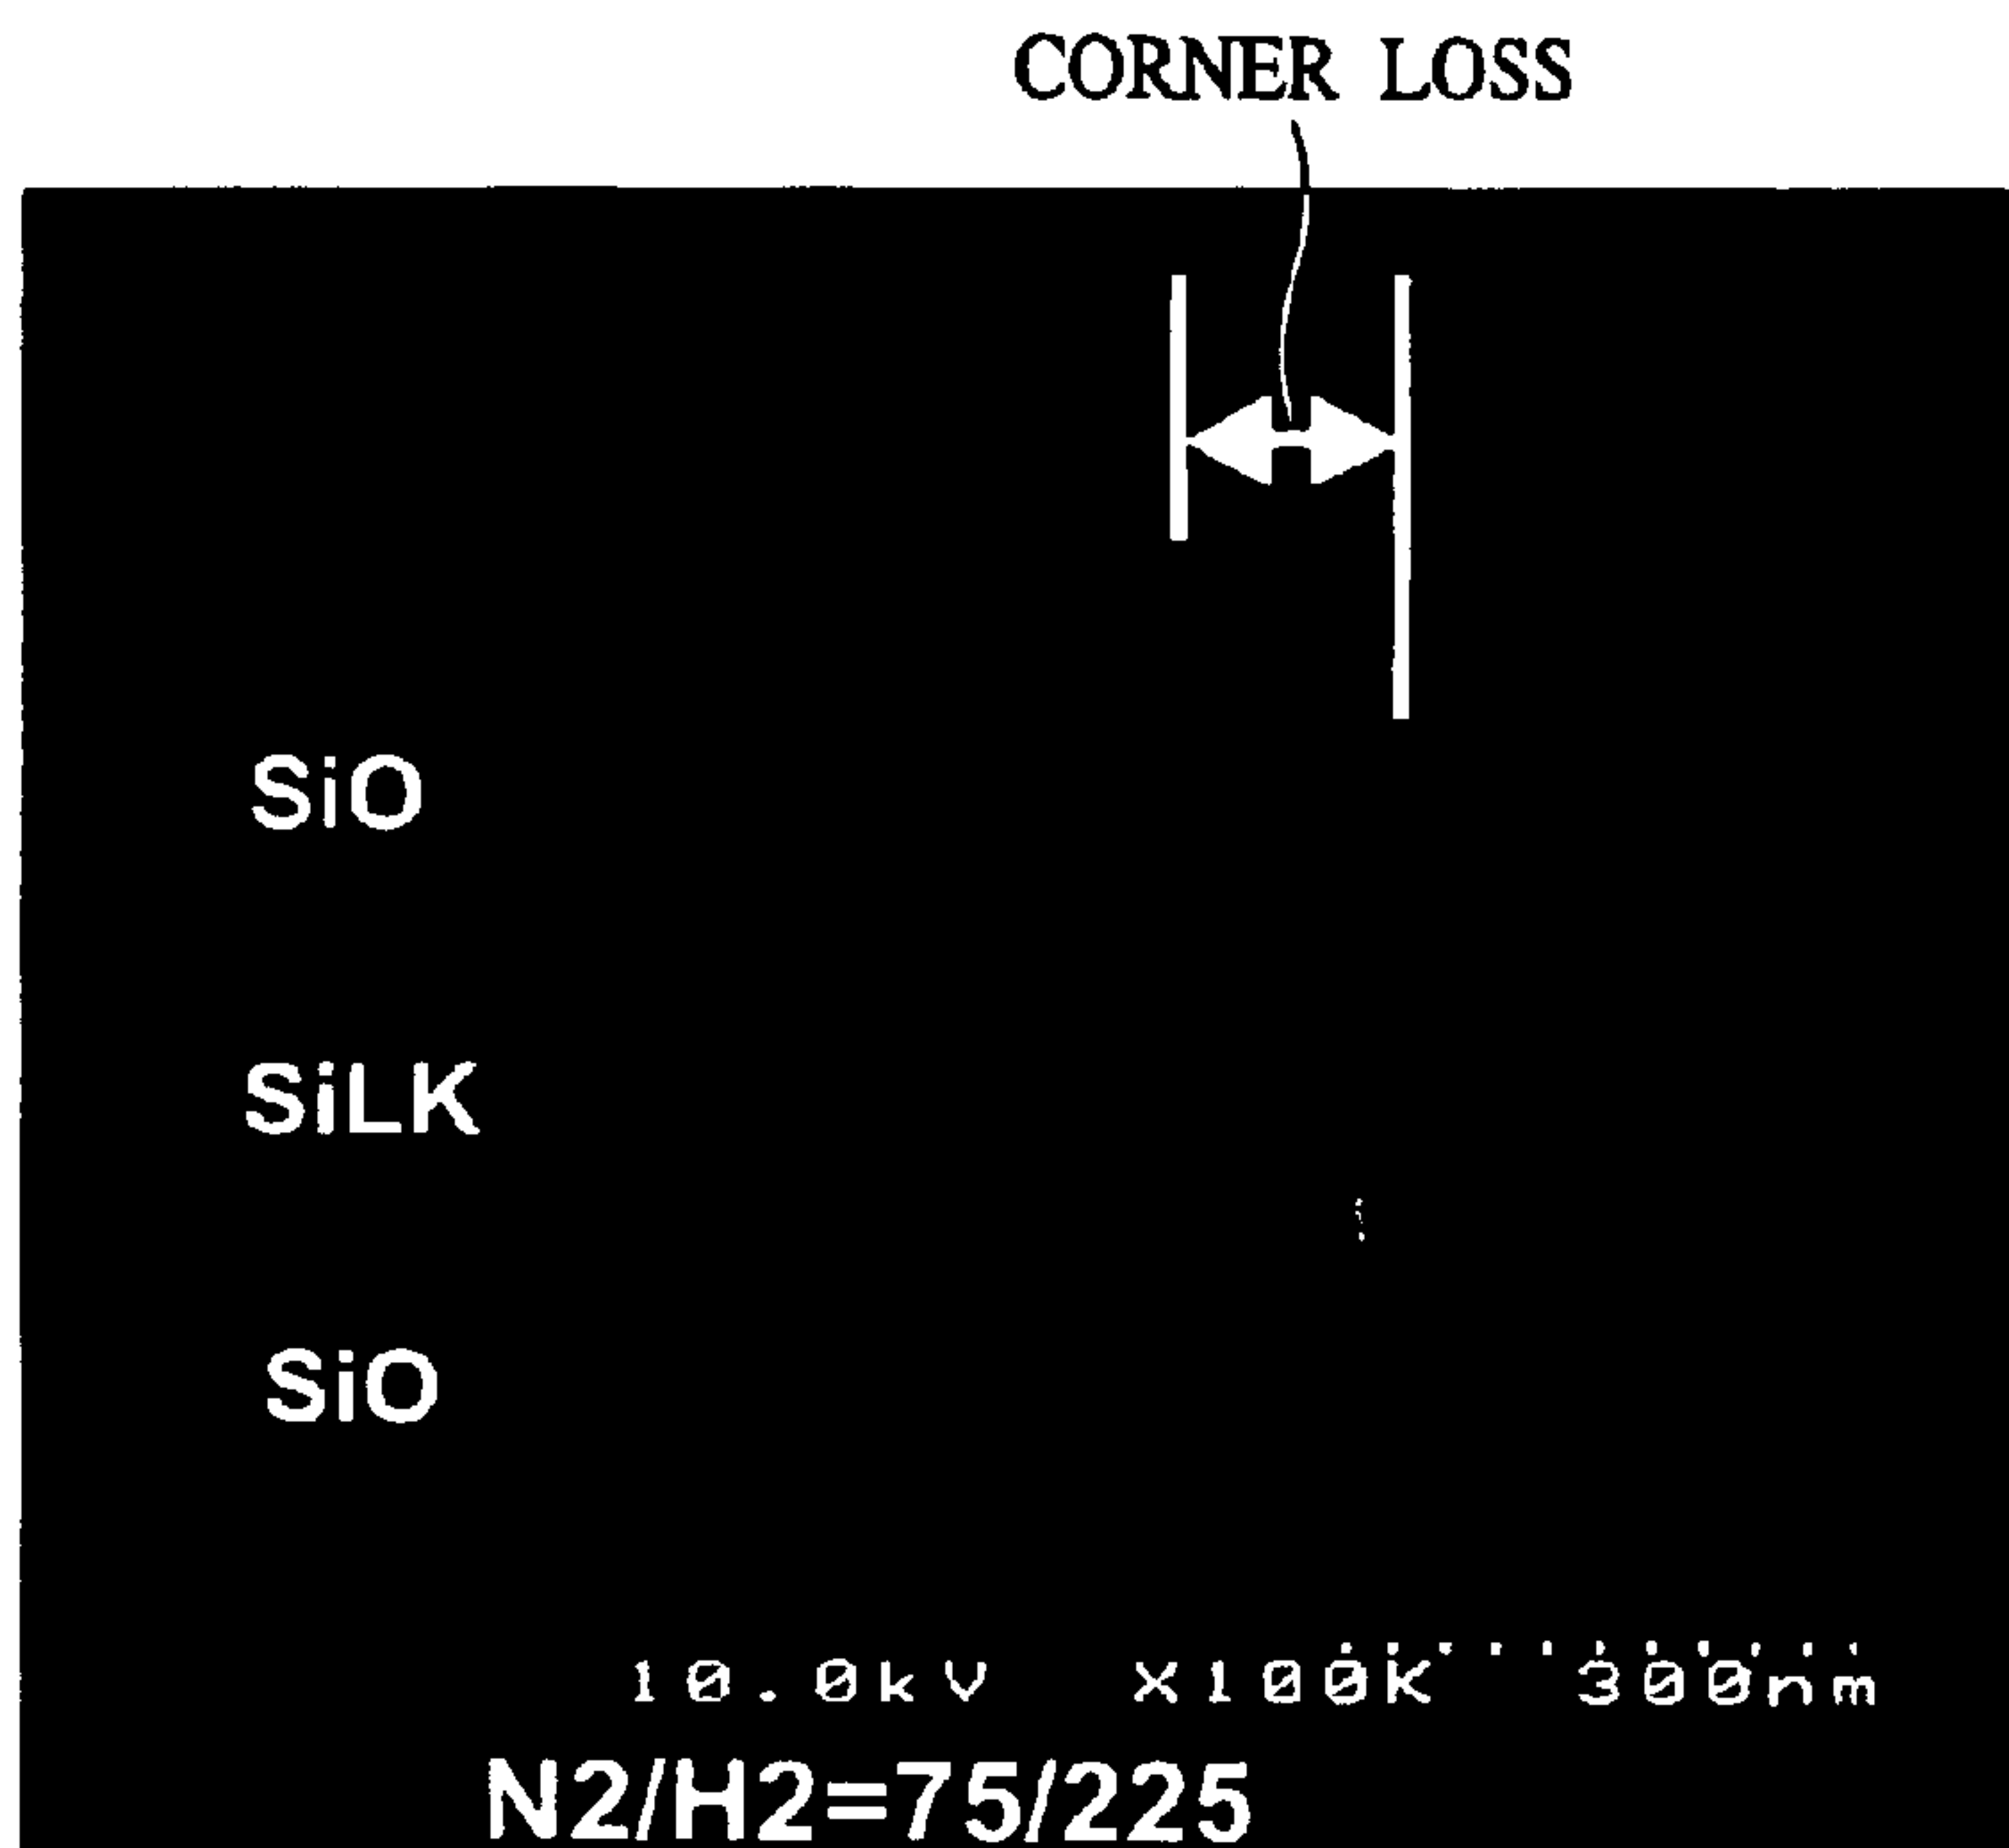 CORNER LOSS
SiO
SiLK
SiO
10.0kV X100K 300nm
N2/H2=75/225